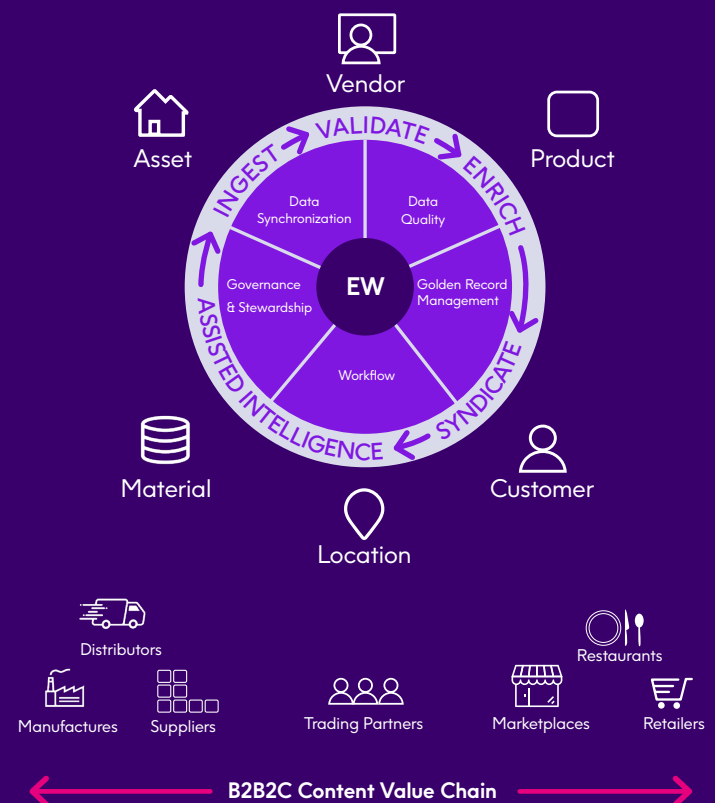 Vendor
Asset
Product
INGEST
VALIDATE
ENRICH
SYNDICATE
ASSISTED INTELLIGENCE
Data
Synchronization
Data
Quality
Governance
& Stewardship
EW
Golden Record
Management
Workflow
Material
Customer
Location
Distributors
Restaurants
Manufactures
Suppliers
Trading Partners
Marketplaces
Retailers
B2B2C Content Value Chain